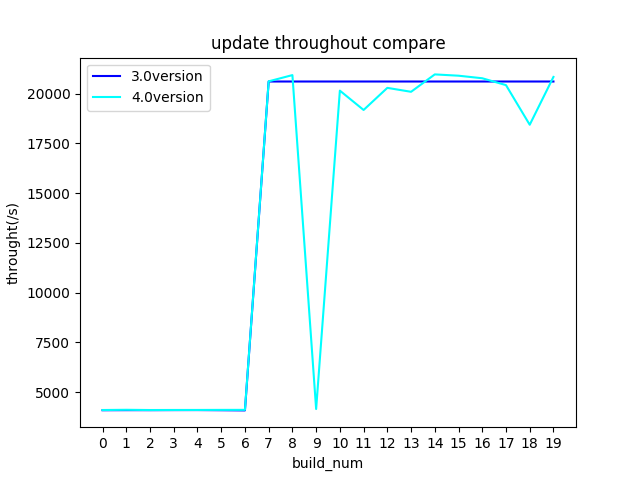 update throughout compare
3.0version
4.0version
throught(/s)
20000
17500
15000
12500
10000
7500
5000
0 1 2 3 4 5 6 7 8 9 10 11 12 13 14 15 16 17 18 19
build_num